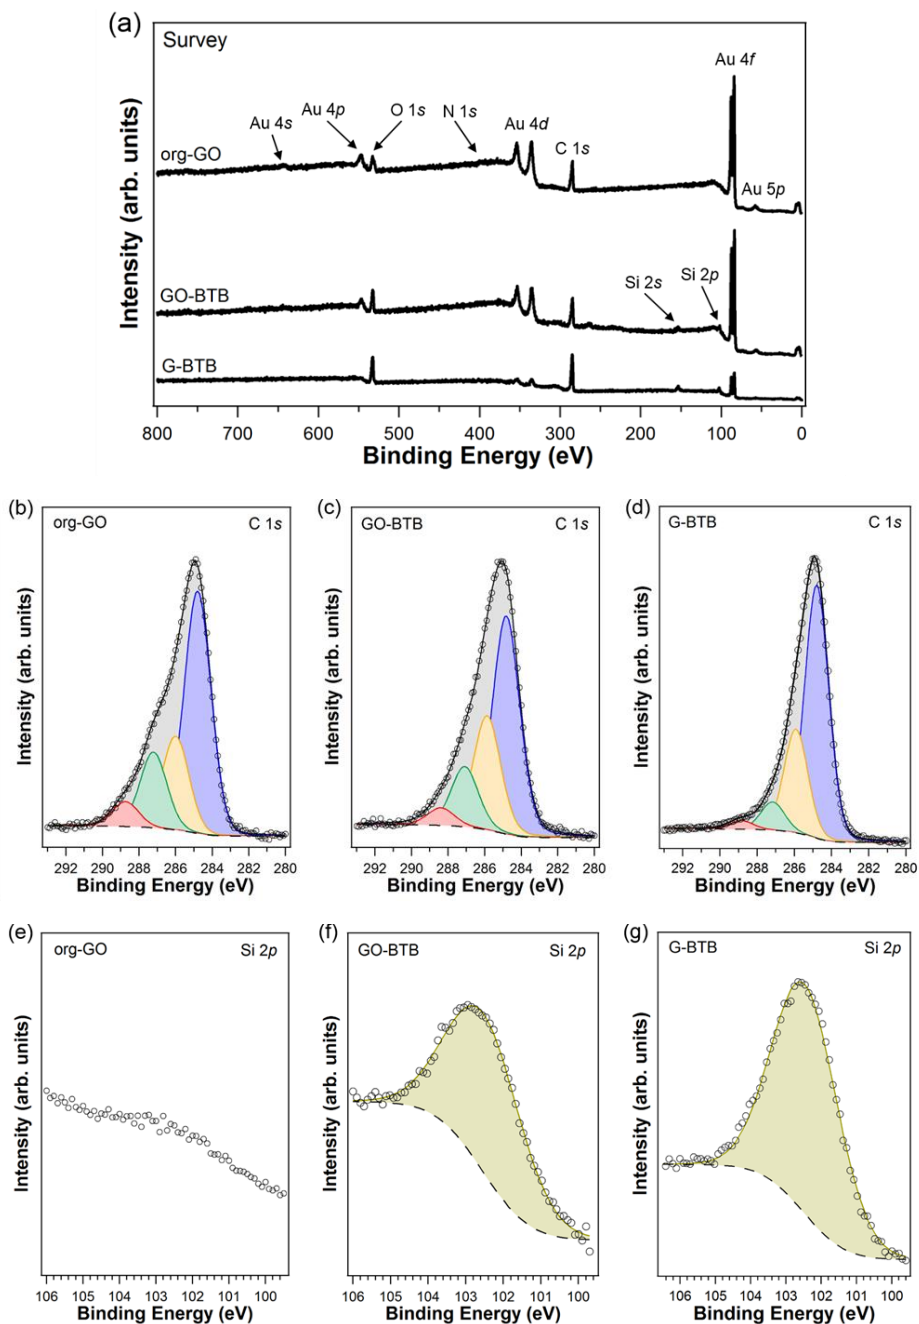 (a)
Survey
Au 4f
Au 4s
Au 4p
O 1s
N 1s
Au 4d
C 1s
org-GO
Au 5p
GO-BTB
Si 2s
Si 2p
G-BTB
Intensity (arb. units)
800 700 600 500 400 300 200 100 0
Binding Energy (eV)
(b)
org-GO C 1s
Intensity (arb. units)
292 290 288 286 284 282 280
Binding Energy (eV)
(c)
GO-BTB C 1s
Intensity (arb. units)
292 290 288 286 284 282 280
Binding Energy (eV)
(d)
G-BTB C 1s
Intensity (arb. units)
292 290 288 286 284 282 280
Binding Energy (eV)
(e)
org-GO Si 2p
Intensity (arb. units)
106 105 104 103 102 101 100
Binding Energy (eV)
(f)
GO-BTB Si 2p
Intensity (arb. units)
106 105 104 103 102 101 100
Binding Energy (eV)
(g)
G-BTB Si 2p
Intensity (arb. units)
106 105 104 103 102 101 100
Binding Energy (eV)